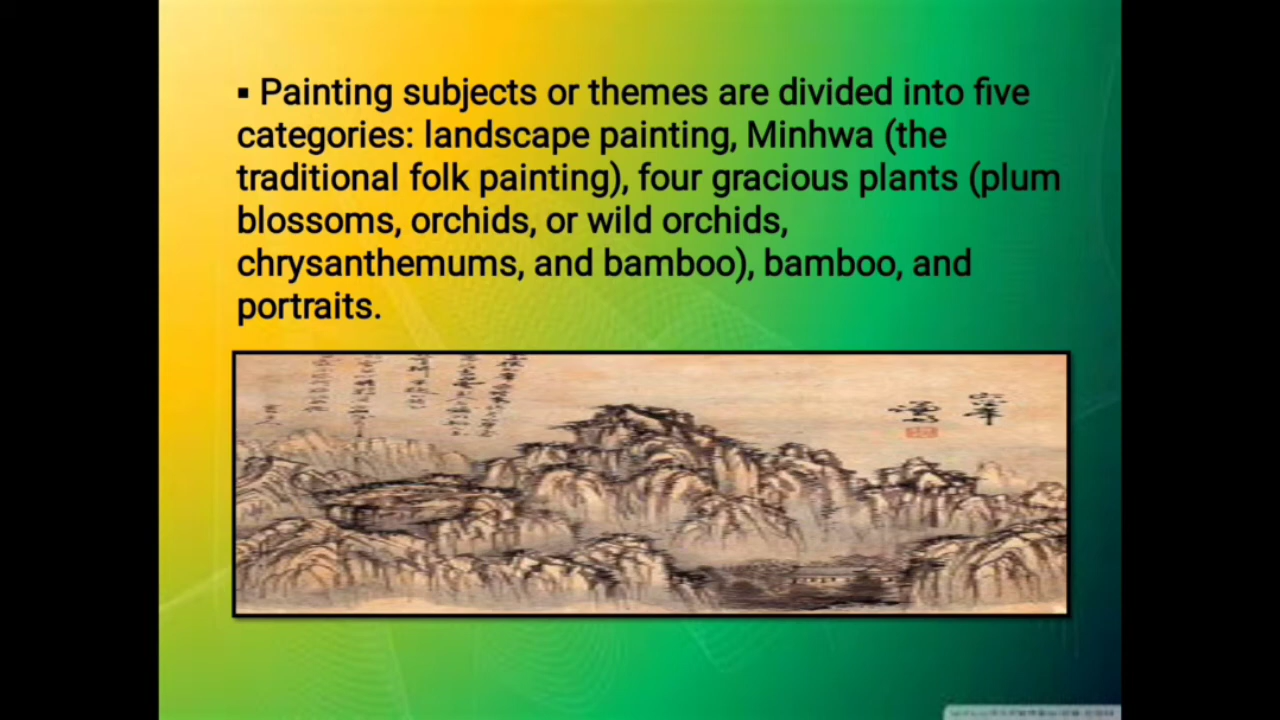 ▪ Painting subjects or themes are divided into five
categories: landscape painting, Minhwa (the
traditional folk painting), four gracious plants (plum
blossoms, orchids, or wild orchids,
chrysanthemums, and bamboo), bamboo, and
portraits.